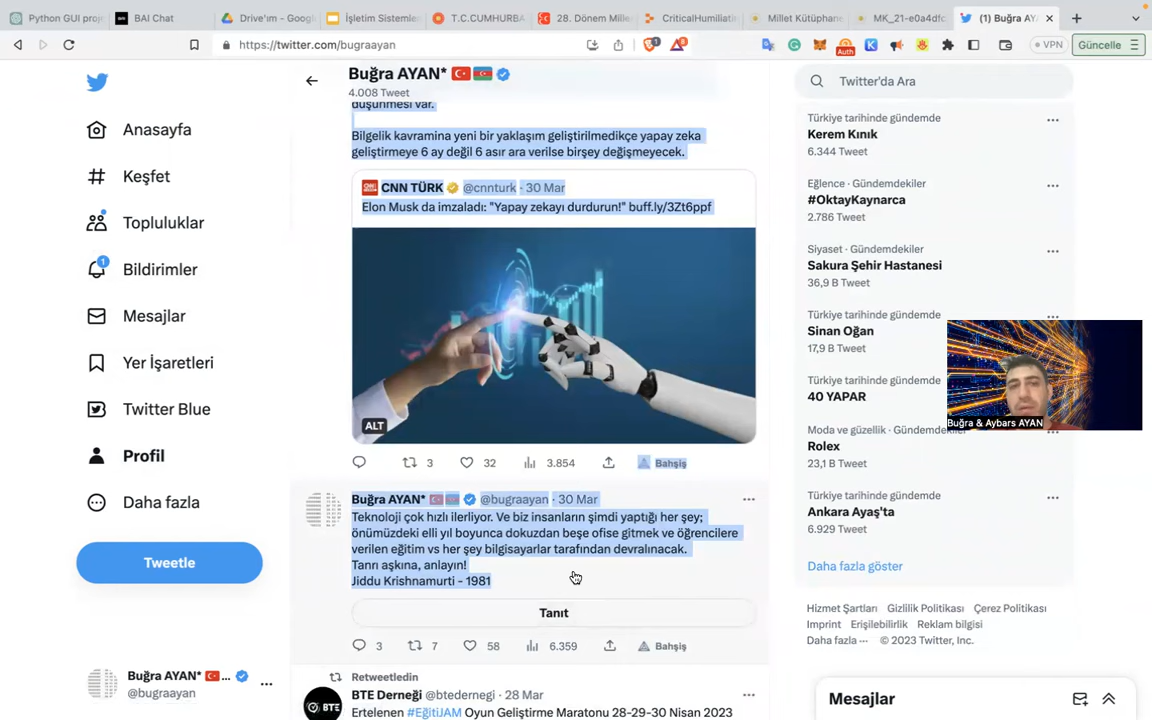 Python GUI proje
BAI Chat
Drive'ım - Googl
İşletim Sistemle
T.C.CUMHURBA
28. Dönem Mille
CriticalHumiliatin
Millet Kütüphane
MK_21-e0a4dfc
(1) Buğra AYAN
https://twitter.com/bugraayan
Auth
VPN
Güncelle
Anasayfa
Keşfet
Topluluklar
1
Bildirimler
Mesajlar
Yer İşaretleri
Twitter Blue
Profil
Daha fazla
Tweetle
Buğra AYAN*
@bugraayan
Buğra AYAN*
4.008 Tweet
düşünmesi var.
Bilgelik kavramina yeni bir yaklaşım geliştirilmedikçe yapay zeka
geliştirmeye 6 ay değil 6 asır ara verilse birşey değişmeyecek.
CNN TÜRK @cnnturk · 30 Mar
Elon Musk da imzaladı: "Yapay zekayı durdurun!" buff.ly/3Zt6ppf
ALT
3 32 3.854 Bahşiş
Buğra AYAN* @bugraayan · 30 Mar
Teknoloji çok hızlı ilerliyor. Ve biz insanların şimdi yaptığı her şey;
önümüzdeki elli yıl boyunca dokuzdan beşe ofise gitmek ve öğrencilere
verilen eğitim vs her şey bilgisayarlar tarafından devralınacak.
Tanrı aşkına, anlayın!
Jiddu Krishnamurti - 1981
Tanıt
3 7 58 6.359 Bahşiş
Retweetledin
BTE Derneği @btedernegi · 28 Mar
Ertelenen #EğitiJAM Oyun Geliştirme Maratonu 28-29-30 Nisan 2023
Twitter'da Ara
Türkiye tarihinde gündemde
Kerem Kınık
6.344 Tweet
Eğlence · Gündemdekiler
#OktayKaynarca
2.786 Tweet
Siyaset · Gündemdekiler
Sakura Şehir Hastanesi
36,9 B Tweet
Türkiye tarihinde gündemde
Sinan Oğan
17,9 B Tweet
Türkiye tarihinde gündemde
40 YAPAR
Moda ve güzellik · Gündemdekiler
Rolex
23,1 B Tweet
Türkiye tarihinde gündemde
Ankara Ayaş'ta
6.929 Tweet
Daha fazla göster
Buğra & Aybars AYAN
Hizmet Şartları Gizlilik Politikası Çerez Politikası
Imprint Erişilebilirlik Reklam bilgisi
Daha fazla ··· © 2023 Twitter, Inc.
Mesajlar